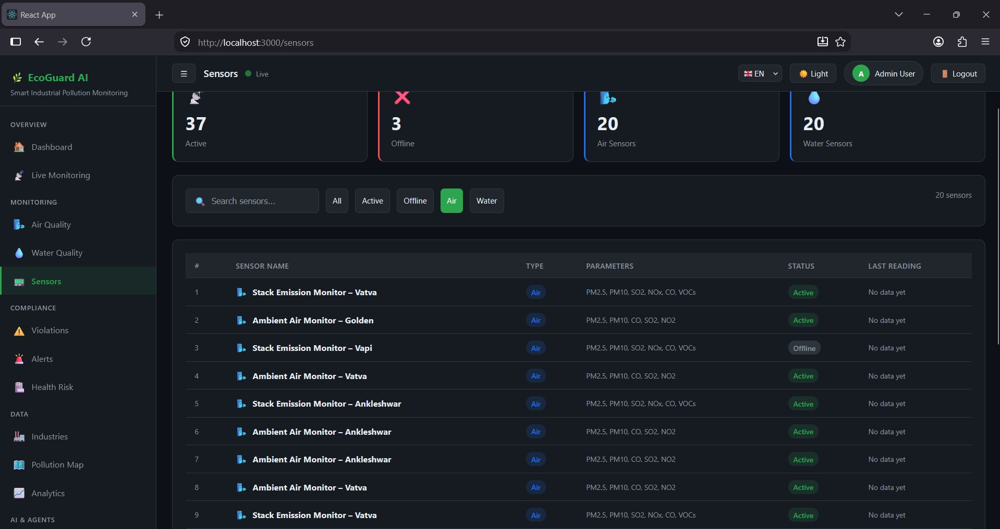 React App
http://localhost:3000/sensors
EcoGuard AI
Smart Industrial Pollution Monitoring
OVERVIEW
Dashboard
Live Monitoring
MONITORING
Air Quality
Water Quality
Sensors
COMPLIANCE
Violations
Alerts
Health Risk
DATA
Industries
Pollution Map
Analytics
AI & AGENTS
Sensors Live EN Light A Admin User Logout
37
Active
3
Offline
20
Air Sensors
20
Water Sensors
Search sensors... All Active Offline Air Water 20 sensors
# SENSOR NAME TYPE PARAMETERS STATUS LAST READING
1 Stack Emission Monitor – Vatva Air PM2.5, PM10, SO2, NOx, CO, VOCs Active No data yet
2 Ambient Air Monitor – Golden Air PM2.5, PM10, CO, SO2, NO2 Active No data yet
3 Stack Emission Monitor – Vapi Air PM2.5, PM10, SO2, NOx, CO, VOCs Offline No data yet
4 Ambient Air Monitor – Vatva Air PM2.5, PM10, CO, SO2, NO2 Active No data yet
5 Stack Emission Monitor – Ankleshwar Air PM2.5, PM10, SO2, NOx, CO, VOCs Active No data yet
6 Ambient Air Monitor – Ankleshwar Air PM2.5, PM10, CO, SO2, NO2 Active No data yet
7 Ambient Air Monitor – Ankleshwar Air PM2.5, PM10, CO, SO2, NO2 Active No data yet
8 Ambient Air Monitor – Vatva Air PM2.5, PM10, CO, SO2, NO2 Active No data yet
9 Stack Emission Monitor – Vatva Air PM2.5, PM10, SO2, NOx, CO, VOCs Active No data yet